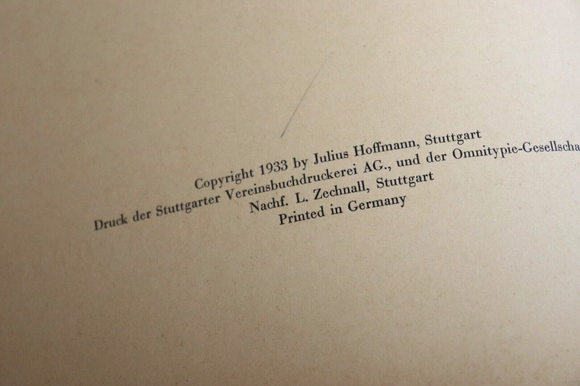 Copyright 1933 by Julius Hoffmann, Stuttgart
Druck der Stuttgarter Vereinsbuchdruckerei AG., und der Omnitypie-Gesellscha
Nachf. L. Zechnall, Stuttgart
Printed in Germany